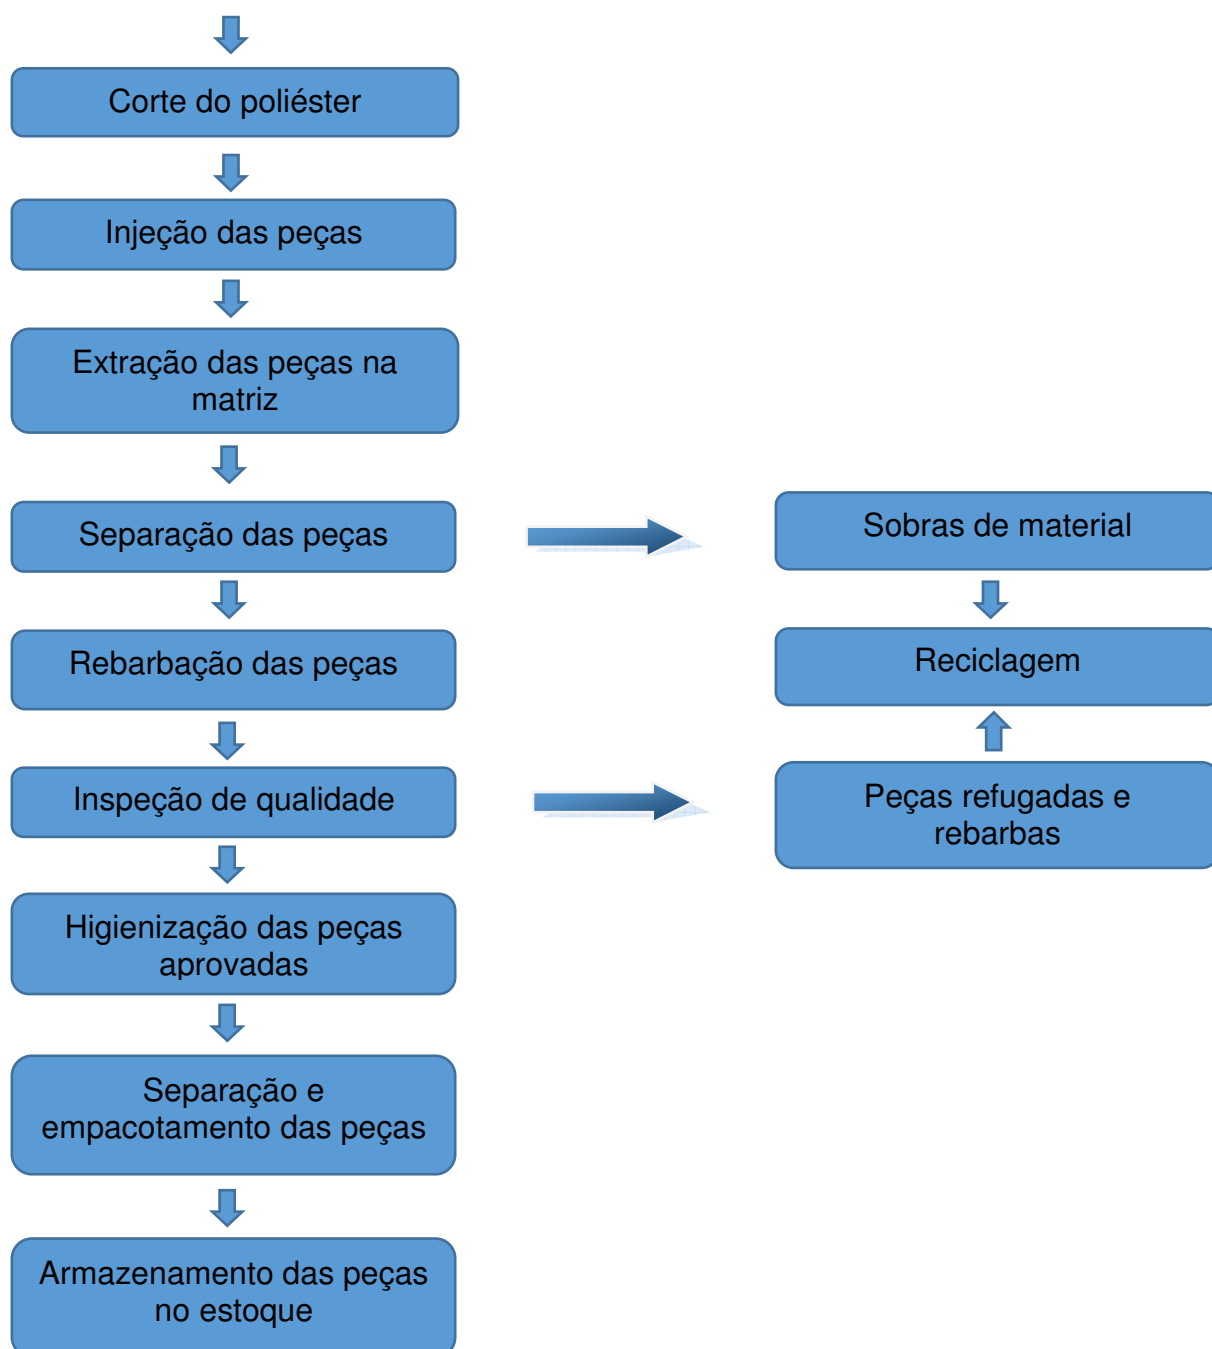 Corte do poliéster
Injeção das peças
Extração das peças na
matriz
Separação das peças
Sobras de material
Rebarbação das peças
Reciclagem
Inspeção de qualidade
Peças refugadas e
rebarbas
Higienização das peças
aprovadas
Separação e
empacotamento das peças
Armazenamento das peças
no estoque